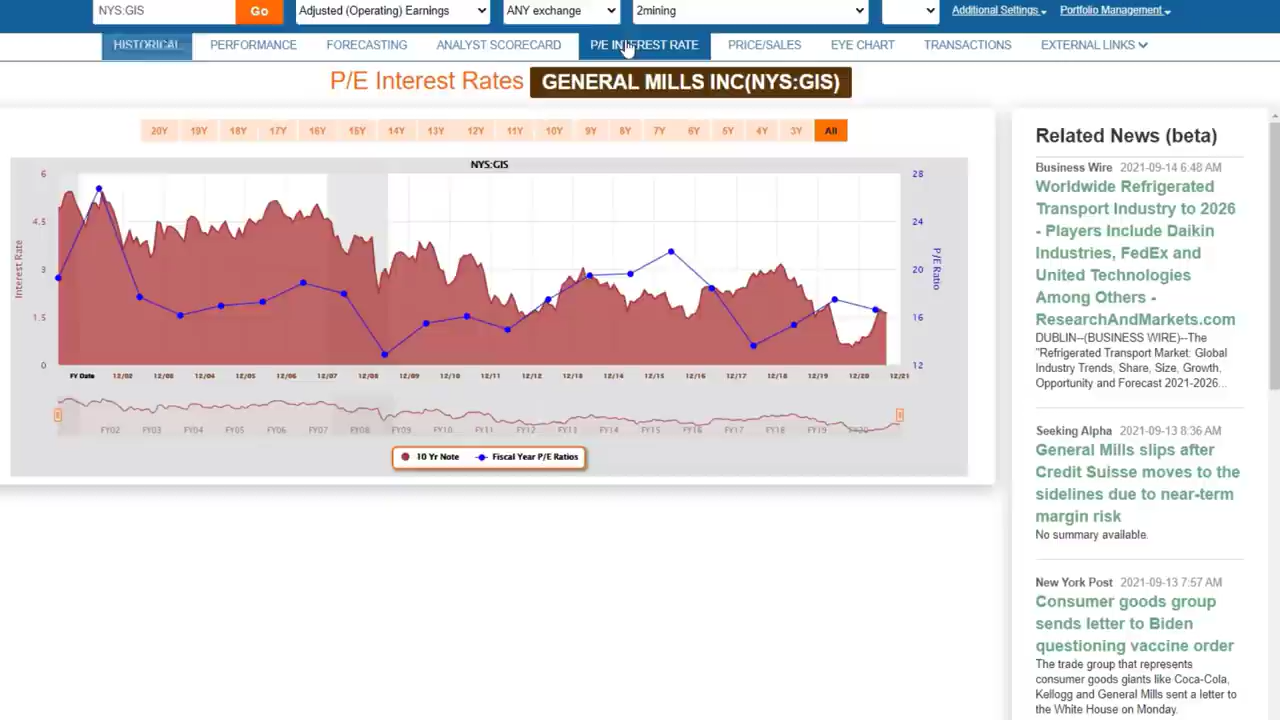 NYS:GIS Go Adjusted (Operating) Earnings ANY exchange 2mining Additional Settings Portfolio Management
HISTORICAL PERFORMANCE FORECASTING ANALYST SCORECARD P/E INTEREST RATE PRICE/SALES EYE CHART TRANSACTIONS EXTERNAL LINKS
P/E Interest Rates GENERAL MILLS INC(NYS:GIS)
20Y 19Y 18Y 17Y 16Y 15Y 14Y 13Y 12Y 11Y 10Y 9Y 8Y 7Y 6Y 5Y 4Y 3Y All
NYS:GIS
6
4.5
3
1.5
0
Interest Rate
28
24
20
16
12
P/E Ratio
FY Date 12/02 12/03 12/04 12/05 12/06 12/07 12/08 12/09 12/10 12/11 12/12 12/13 12/14 12/15 12/16 12/17 12/18 12/19 12/20 12/21
FY02 FY03 FY04 FY05 FY06 FY07 FY08 FY09 FY10 FY11 FY12 FY13 FY14 FY15 FY16 FY17 FY18 FY19 FY20
10 Yr Note Fiscal Year P/E Ratios
Related News (beta)
Business Wire 2021-09-14 6:48 AM
Worldwide Refrigerated
Transport Industry to 2026
- Players Include Daikin
Industries, FedEx and
United Technologies
Among Others -
ResearchAndMarkets.com
DUBLIN--(BUSINESS WIRE)--The
"Refrigerated Transport Market: Global
Industry Trends, Share, Size, Growth,
Opportunity and Forecast 2021-2026...
Seeking Alpha 2021-09-13 8:36 AM
General Mills slips after
Credit Suisse moves to the
sidelines due to near-term
margin risk
No summary available.
New York Post 2021-09-13 7:57 AM
Consumer goods group
sends letter to Biden
questioning vaccine order
The trade group that represents
consumer goods giants like Coca-Cola,
Kellogg and General Mills sent a letter to
the White House on Monday.